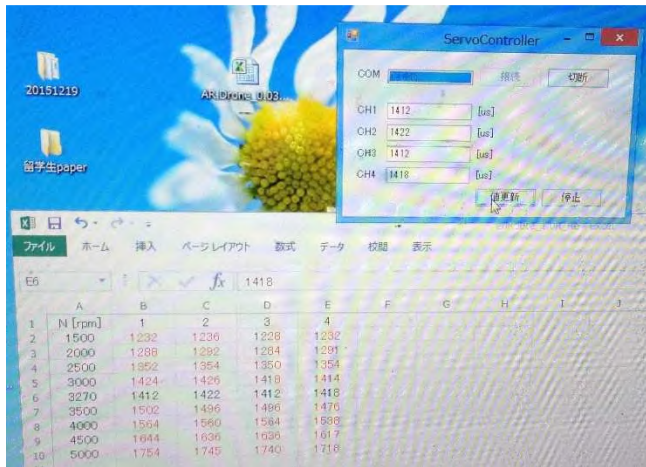 20151219
留学生paper
ARDrone_0.03...
ServoController
COM
接続
切断
CH1 1412 [us]
CH2 1422 [us]
CH3 1412 [us]
CH4 1418 [us]
値更新
停止
ファイル ホーム 挿入 ページレイアウト 数式 データ 校閲 表示
E6 fx 1418
A B C D E F G H I J
1 N [rpm] 1 2 3 4
2 1500 1232 1236 1228 1232
3 2000 1288 1292 1284 1291
4 2500 1352 1354 1350 1354
5 3000 1424 1426 1418 1414
6 3270 1412 1422 1412 1418
7 3500 1502 1496 1496 1476
8 4000 1564 1560 1564 1538
9 4500 1644 1636 1636 1617
10 5000 1754 1745 1740 1718